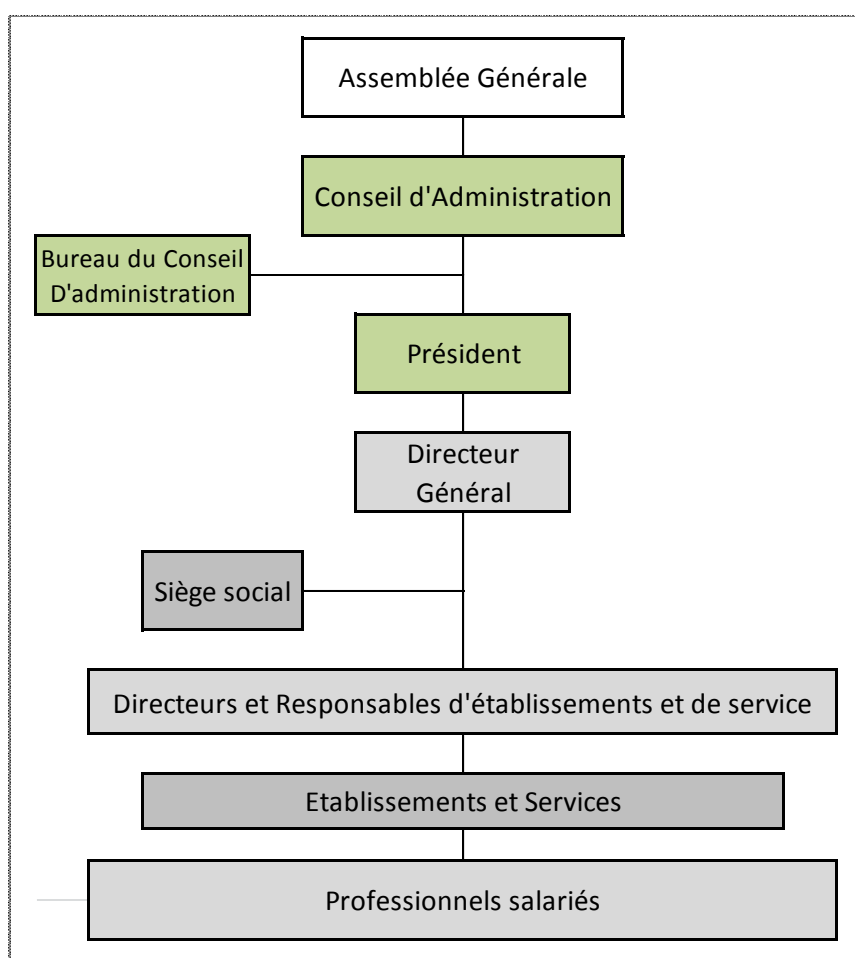 Assemblée Générale
Conseil d'Administration
Bureau du Conseil
D'administration
Président
Directeur
Général
Siège social
Directeurs et Responsables d'établissements et de service
Etablissements et Services
Professionnels salariés